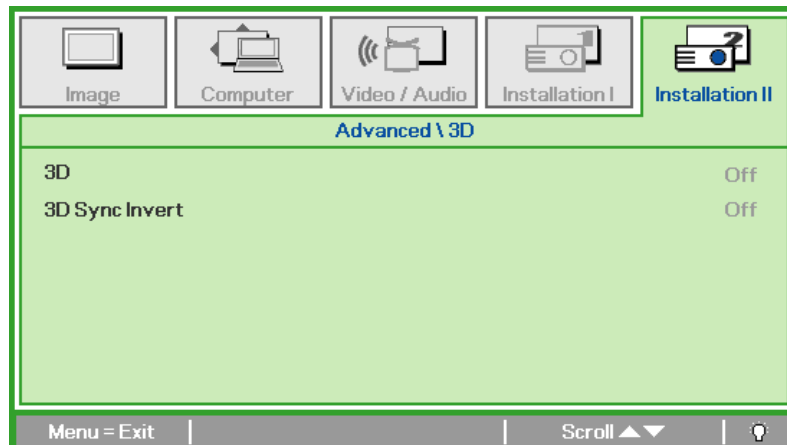 Image Computer Video / Audio Installation I Installation II
Advanced \ 3D
3D Off
3D Sync Invert Off
Menu = Exit Scroll ▲▼